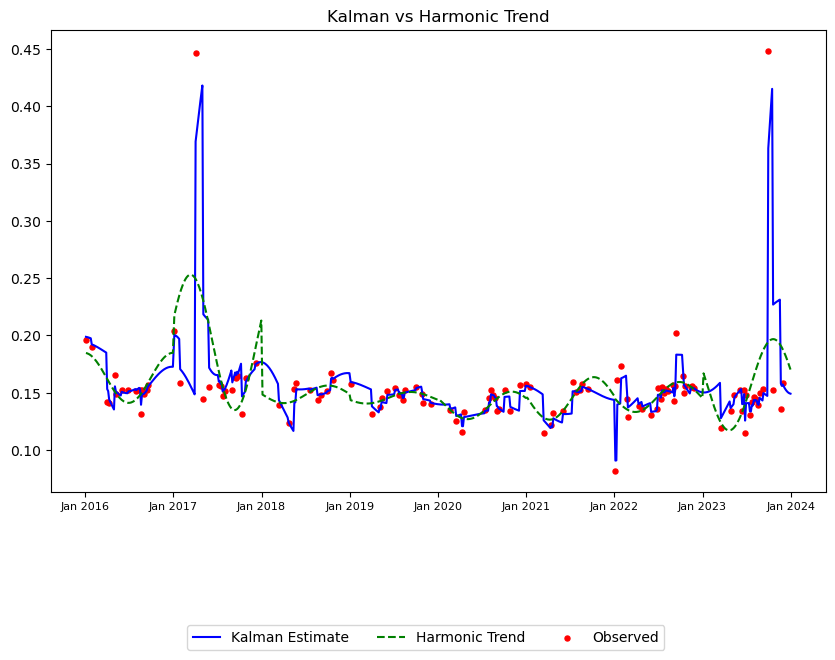 Kalman vs Harmonic Trend
0.45
0.40
0.35
0.30
0.25
0.20
0.15
0.10
Jan 2016 Jan 2017 Jan 2018 Jan 2019 Jan 2020 Jan 2021 Jan 2022 Jan 2023 Jan 2024
Kalman Estimate Harmonic Trend Observed